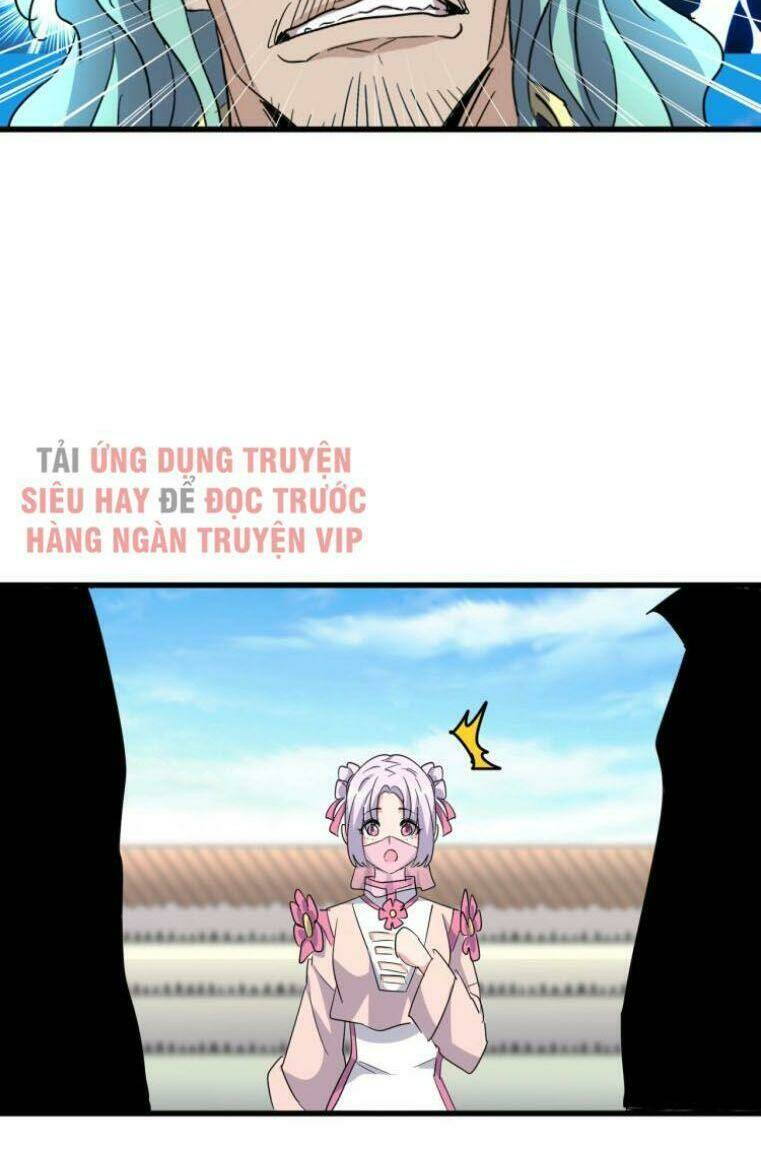 TẢI ỨNG DỤNG TRUYỆN
SIÊU HAY ĐỂ ĐỌC TRƯỚC
HÀNG NGÀN TRUYỆN VIP